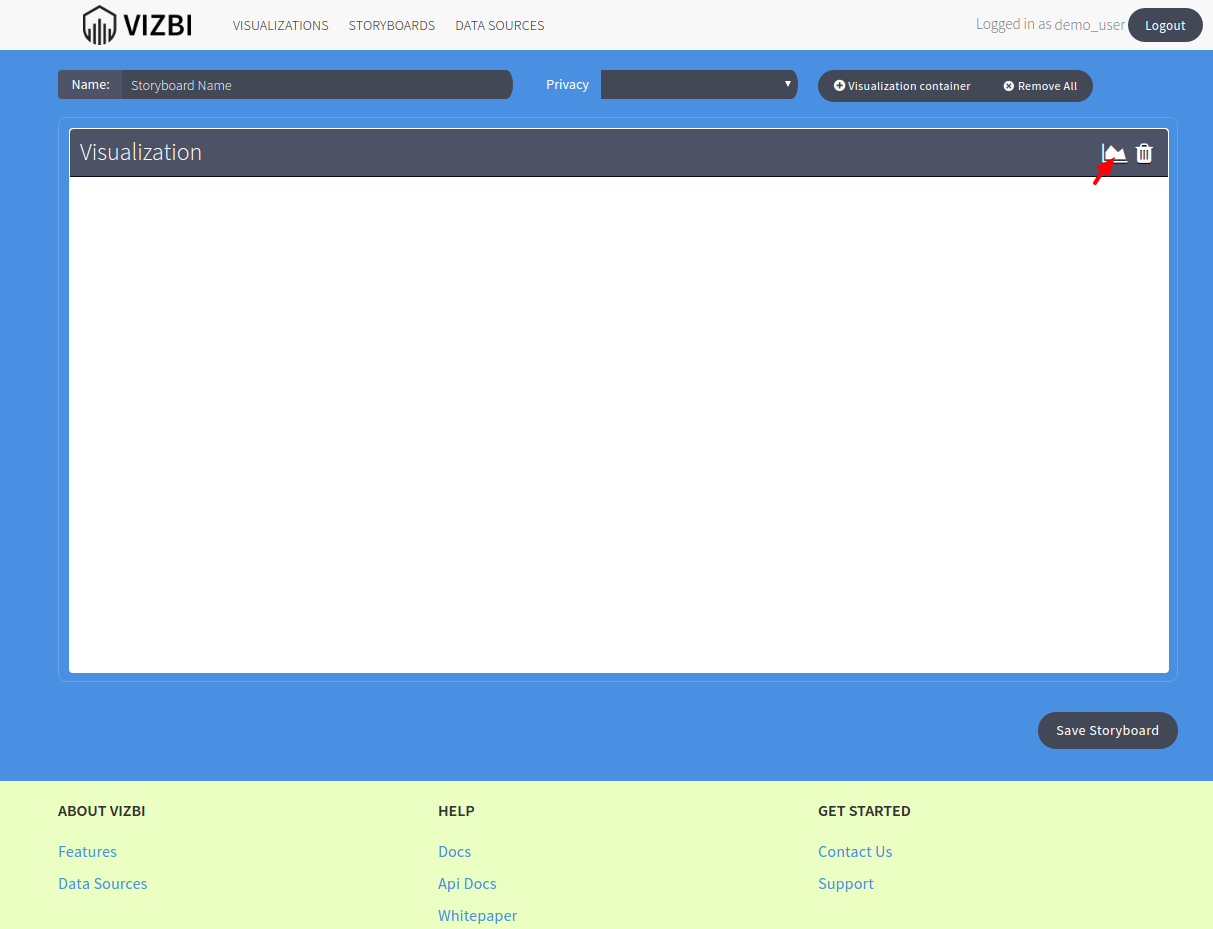 VIZBI
VISUALIZATIONS STORYBOARDS DATA SOURCES
Logged in as demo_user Logout
Name: Storyboard Name Privacy Visualization container Remove All
Visualization
Save Storyboard
ABOUT VIZBI HELP GET STARTED
Features Docs Contact Us
Data Sources Api Docs Support
Whitepaper